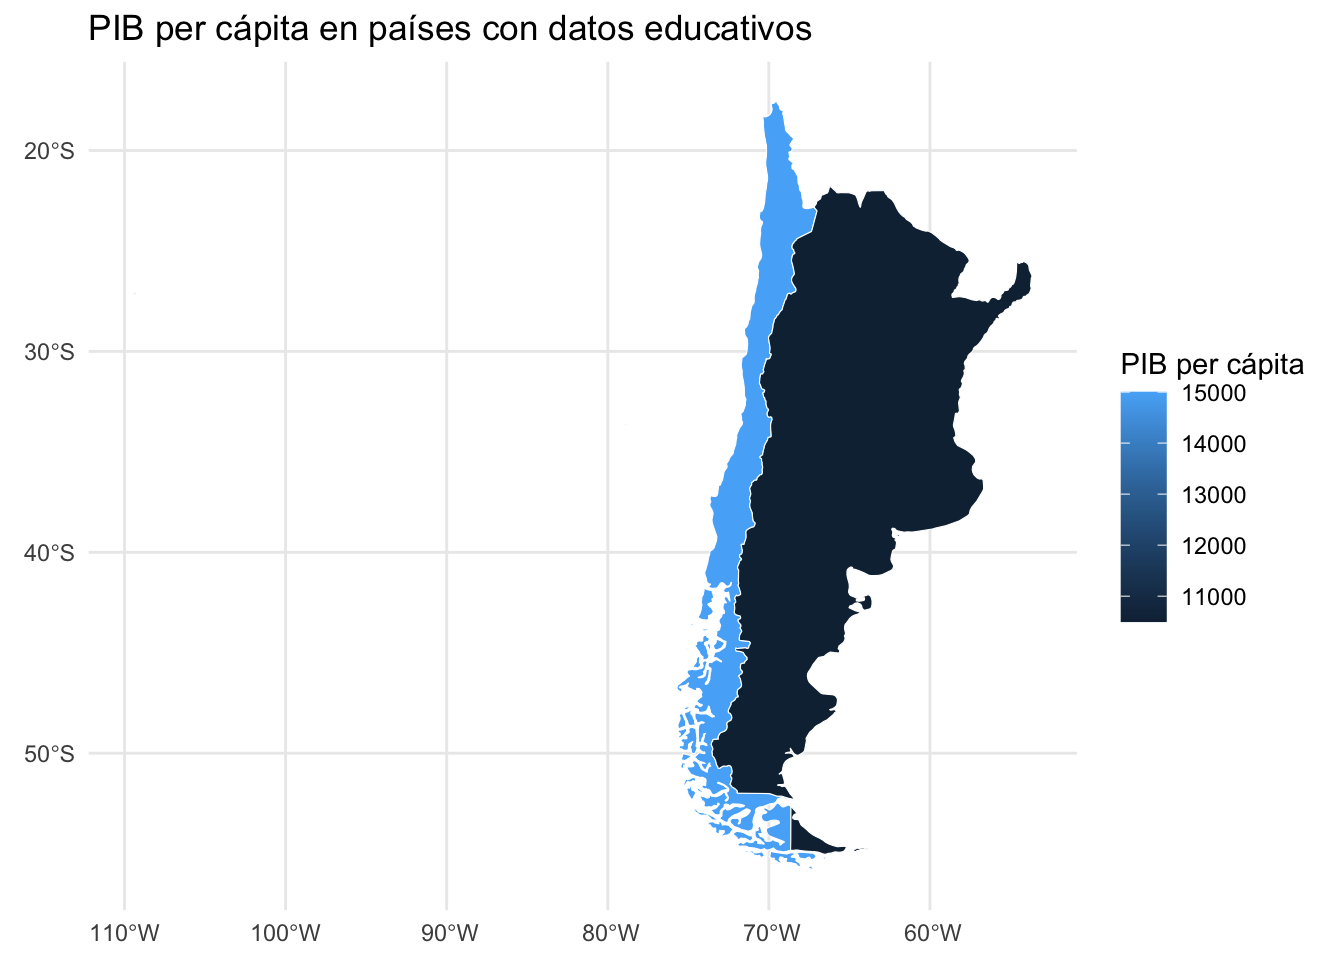 PIB per cápita en países con datos educativos
20°S
30°S
40°S
50°S
110°W
100°W
90°W
80°W
70°W
60°W
PIB per cápita
15000
14000
13000
12000
11000